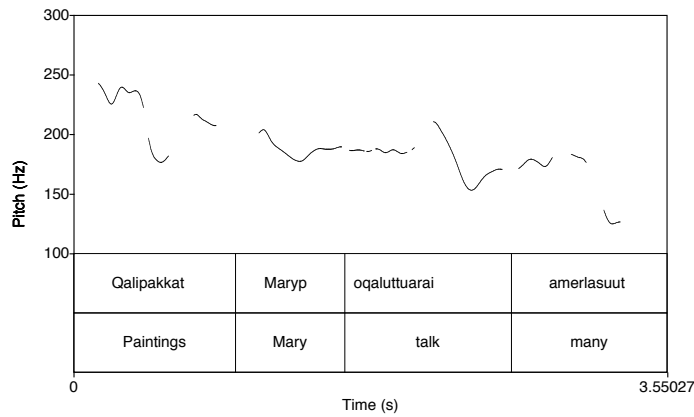 300
250
200
150
100
Pitch (Hz)
Qalipakkat Maryp oqaluttuarai amerlasuut
Paintings Mary talk many
0 3.55027
Time (s)